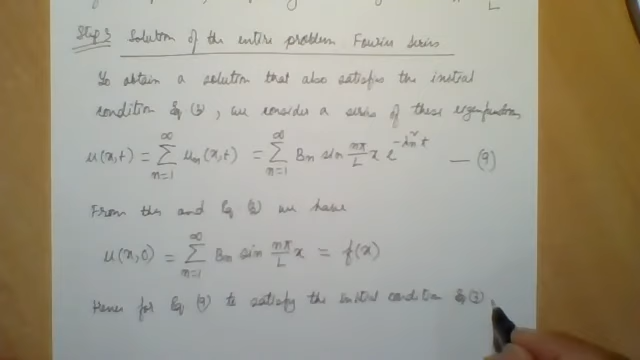 L
Step 3 Solution of the entire problem Fourier series
To obtain a solution that also satisfies the initial
condition Eq (3), we consider a series of these eigenfunctions
u(x,t) = ∑_{n=1}^{∞} u_n(x,t) = ∑_{n=1}^{∞} B_n sin nπ/L x e^{-λ_n^2 t} — (9)
From this and Eq (3) we have
u(x,0) = ∑_{n=1}^{∞} B_n sin nπ/L x = f(x)
Hence for Eq (9) to satisfy the initial condition Eq (3)